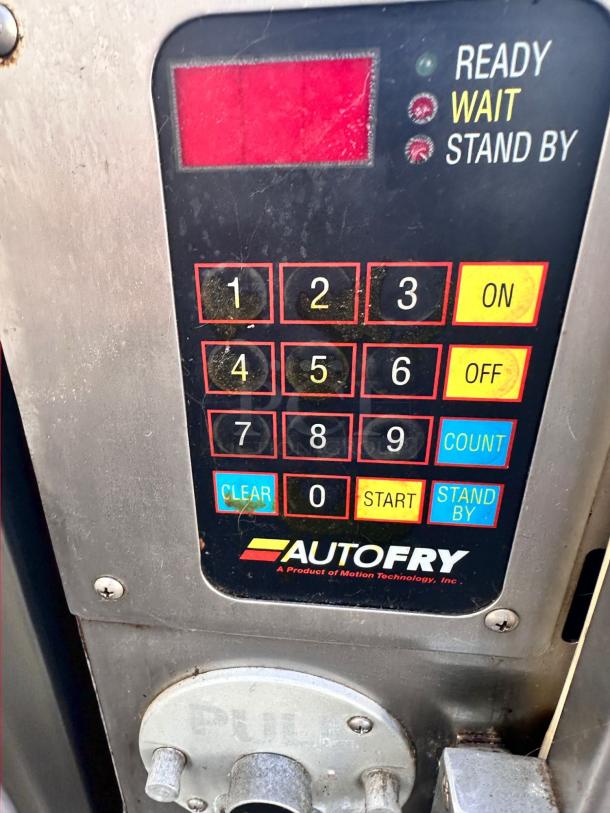 READY
WAIT
STAND BY
1 2 3 ON
4 5 6 OFF
7 8 9 COUNT
CLEAR 0 START STAND BY
AUTOFRY
A Product of Motion Technology, Inc.
PULL